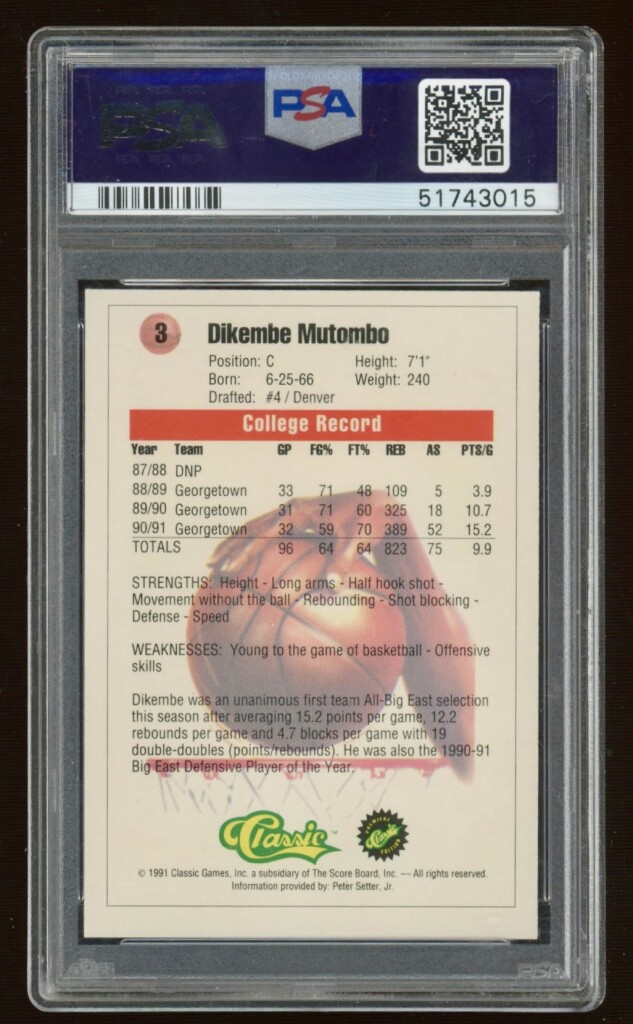 PSA
PSA
51743015
3 Dikembe Mutombo
Position: C Height: 7'1"
Born: 6-25-66 Weight: 240
Drafted: #4 / Denver
College Record
Year Team GP FG% FT% REB AS PTS/G
87/88 DNP
88/89 Georgetown 33 71 48 109 5 3.9
89/90 Georgetown 31 71 60 325 18 10.7
90/91 Georgetown 32 59 70 389 52 15.2
TOTALS 96 64 64 823 75 9.9
STRENGTHS: Height - Long arms - Half hook shot -
Movement without the ball - Rebounding - Shot blocking -
Defense - Speed
WEAKNESSES: Young to the game of basketball - Offensive
skills
Dikembe was an unanimous first team All-Big East selection
this season after averaging 15.2 points per game, 12.2
rebounds per game and 4.7 blocks per game with 19
double-doubles (points/rebounds). He was also the 1990-91
Big East Defensive Player of the Year.
Classic™
PREMIERE
Classic
EDITION
© 1991 Classic Games, Inc. a subsidiary of The Score Board, Inc. — All rights reserved.
Information provided by: Peter Setter, Jr.
PSA